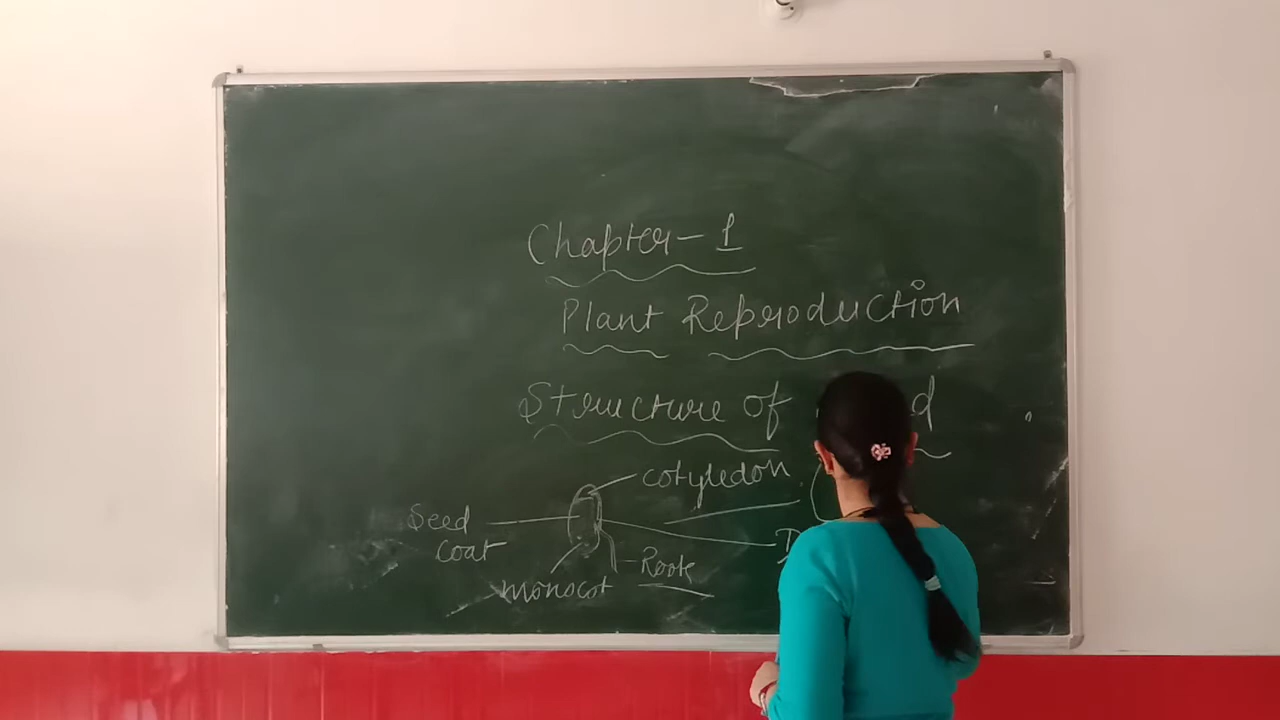 Chapter - 1
Plant Reproduction
Structure of
cotyledon
Seed
coat
Root
monocot